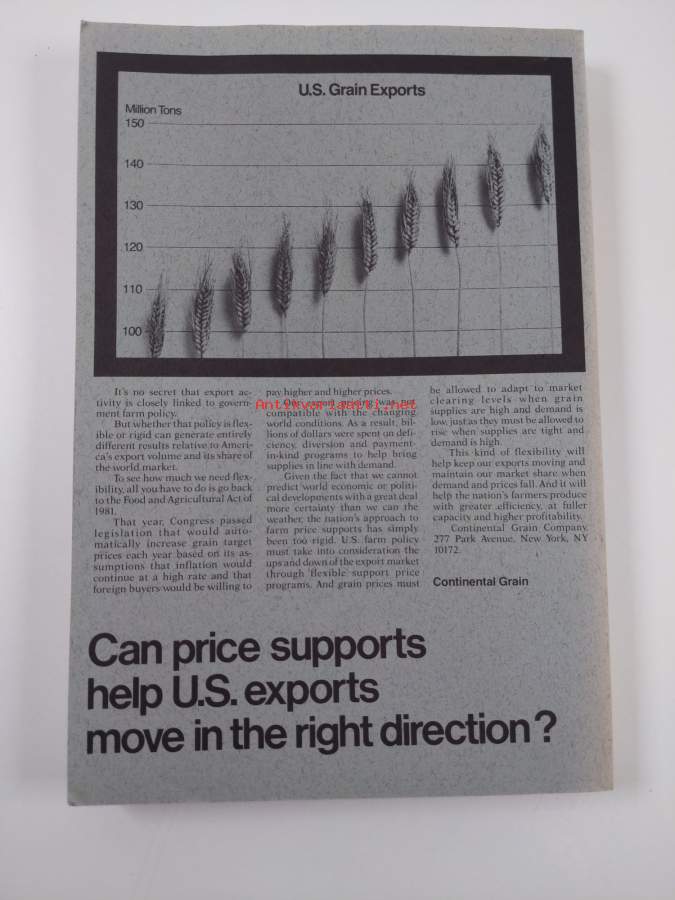 U.S. Grain Exports
Million Tons
150
140
130
120
110
100
It's no secret that export ac-
tivity is closely linked to govern-
ment farm policy.
But whether that policy is flex-
ible or rigid can generate entirely
different results relative to Ameri-
ca's export volume and its share of
the world market.
To see how much we need flex-
ibility, all you have to do is go back
to the Food and Agricultural Act of
1981.
That year, Congress passed
legislation that would auto-
matically increase grain target
prices each year based on its as-
sumptions that inflation would
continue at a high rate and that
foreign buyers would be willing to
pay higher and higher prices.
Our export pricing was not
compatible with the changing
world conditions. As a result, bil-
lions of dollars were spent on defi-
ciency, diversion and payment-
in-kind programs to help bring
supplies in line with demand.
Given the fact that we cannot
predict world economic or politi-
cal developments with a great deal
more certainty than we can the
weather, the nation's approach to
farm price supports has simply
been too rigid. U.S. farm policy
must take into consideration the
ups and down of the export market
through 'flexible' support price
programs. And grain prices must
be allowed to adapt to market
clearing levels when grain
supplies are high and demand is
low, just as they must be allowed to
rise when supplies are tight and
demand is high.
This kind of flexibility will
help keep our exports moving and
maintain our market share when
demand and prices fall. And it will
help the nation's farmers produce
with greater efficiency, at fuller
capacity and higher profitability.
Continental Grain Company
277 Park Avenue, New York, NY
10172.
Continental Grain
Antikvariaatti.net
Can price supports
help U.S. exports
move in the right direction?